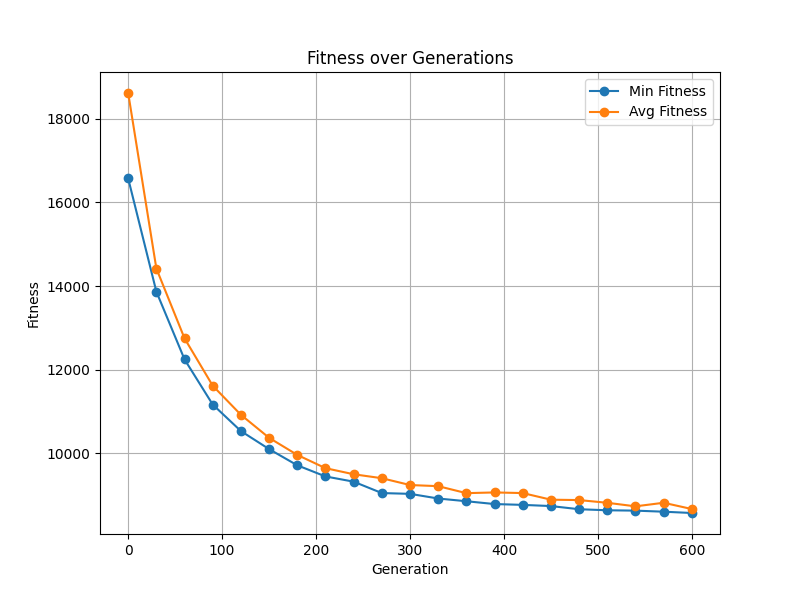 Fitness over Generations
Min Fitness
Avg Fitness
18000
16000
14000
12000
10000
Fitness
0 100 200 300 400 500 600
Generation